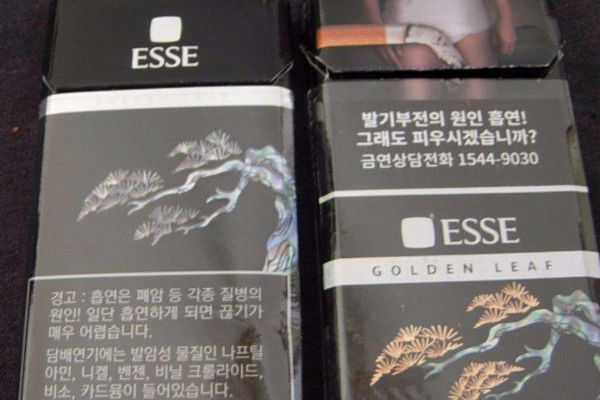 ESSE
경고 : 흡연은 폐암 등 각종 질병의
원인! 일단 흡연하게 되면 끊기가
매우 어렵습니다.
담배연기에는 발암성 물질인 나프틸
아민, 니켈, 벤젠, 비닐 크롤라이드,
비소, 카드뮴이 들어있습니다.
발기부전의 원인 흡연!
그래도 피우시겠습니까?
금연상담전화 1544-9030
ESSE
GOLDEN LEAF